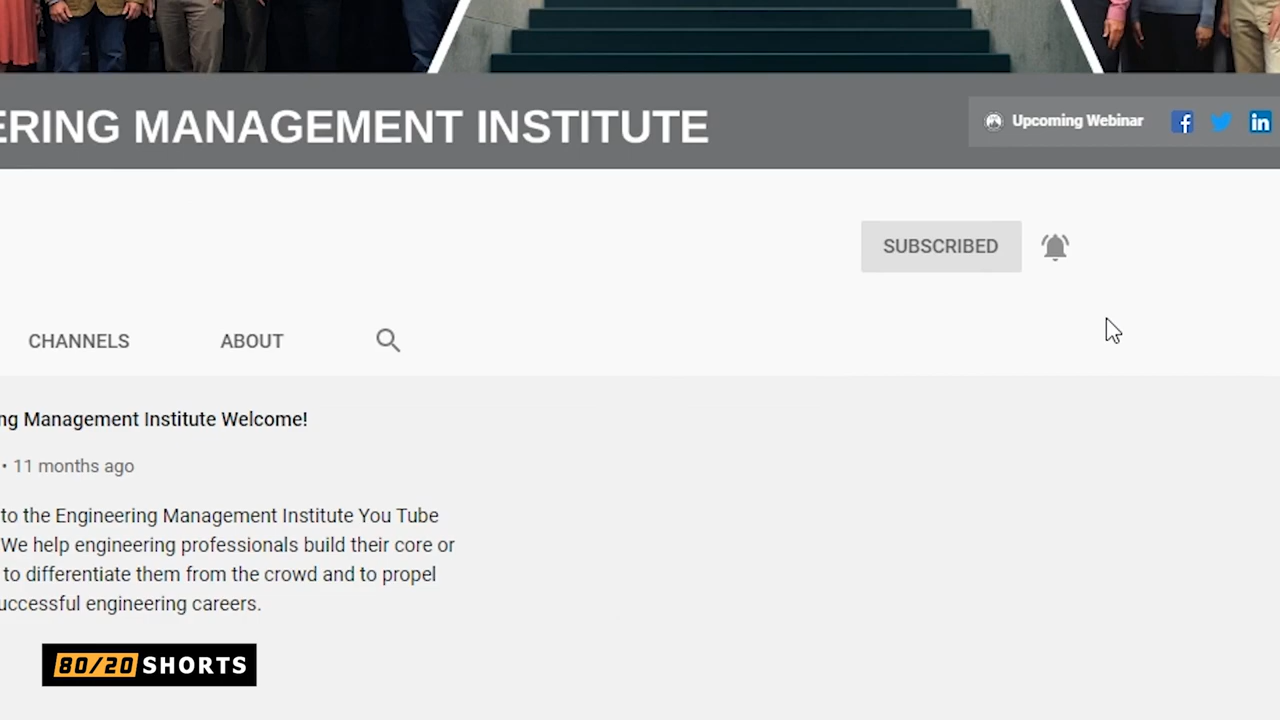 ERING MANAGEMENT INSTITUTE
Upcoming Webinar
SUBSCRIBED
CHANNELS ABOUT
ng Management Institute Welcome!
• 11 months ago
to the Engineering Management Institute You Tube
We help engineering professionals build their core or
to differentiate them from the crowd and to propel
uccessful engineering careers.
80/20 SHORTS